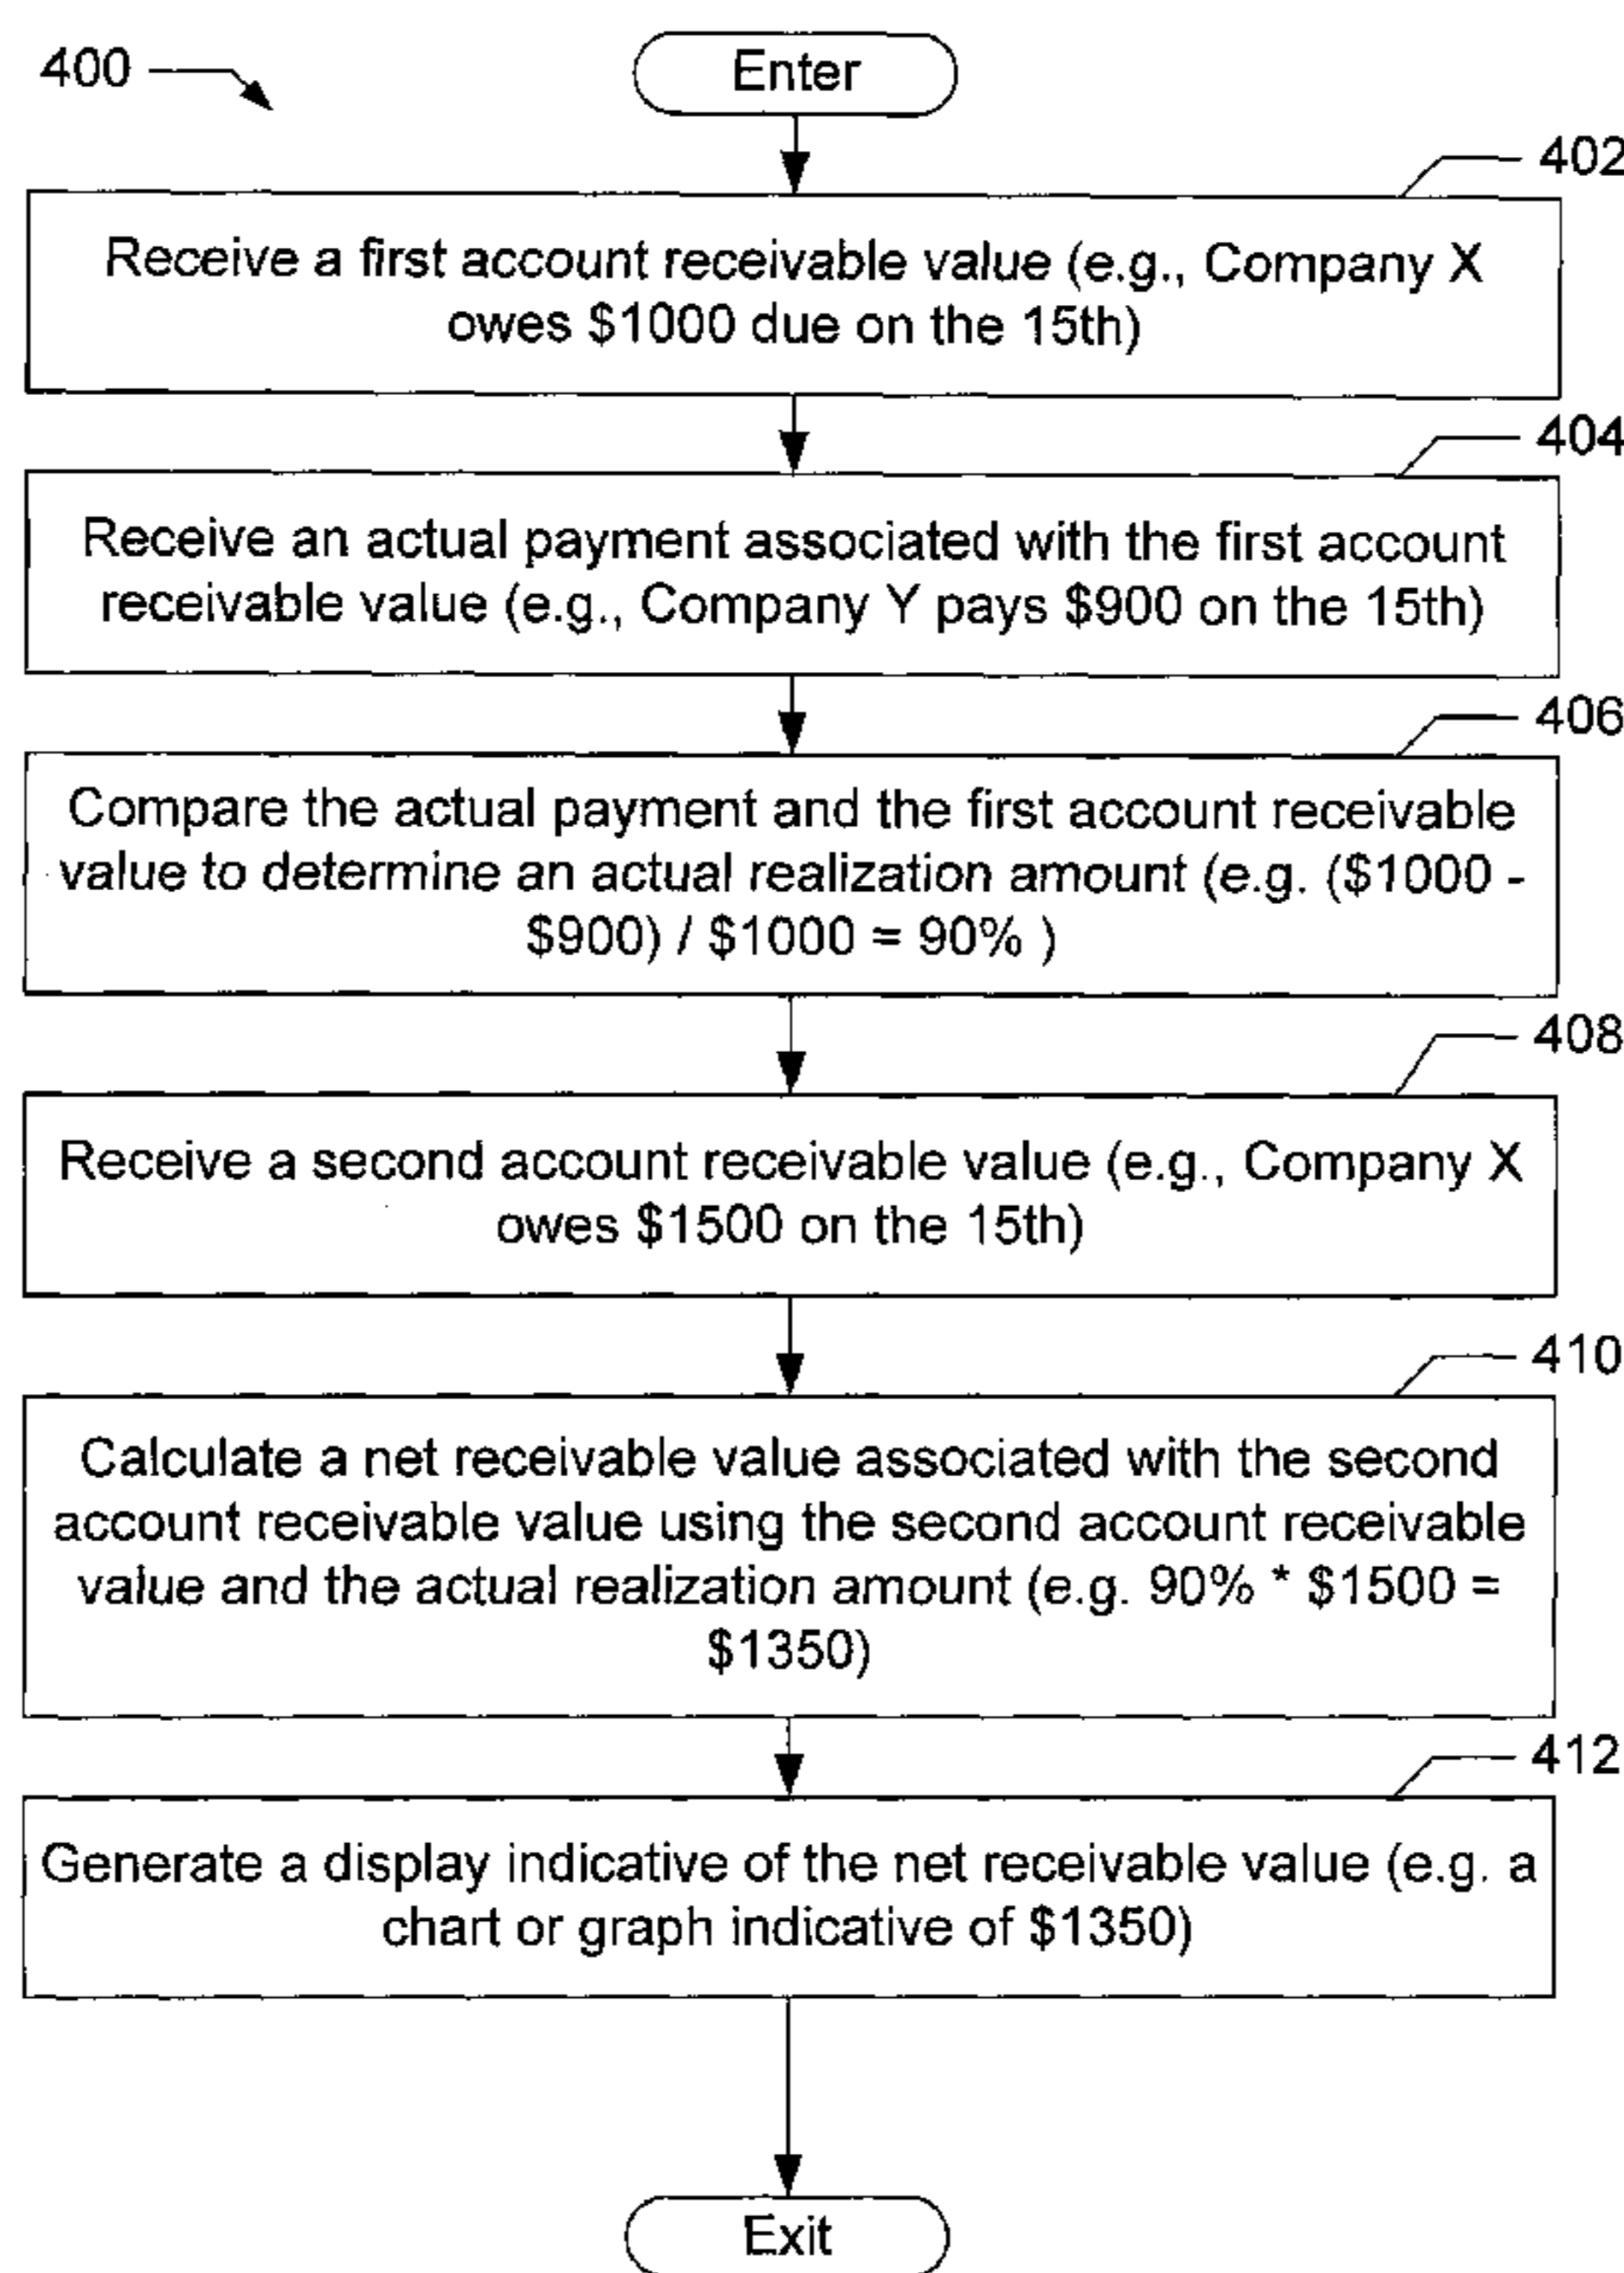 400
Enter
402
Receive a first account receivable value (e.g., Company X
owes $1000 due on the 15th)
404
Receive an actual payment associated with the first account
receivable value (e.g., Company Y pays $900 on the 15th)
406
Compare the actual payment and the first account receivable
value to determine an actual realization amount (e.g. ($1000 -
$900) / $1000 = 90% )
408
Receive a second account receivable value (e.g., Company X
owes $1500 on the 15th)
410
Calculate a net receivable value associated with the second
account receivable value using the second account receivable
value and the actual realization amount (e.g. 90% * $1500 =
$1350)
412
Generate a display indicative of the net receivable value (e.g. a
chart or graph indicative of $1350)
Exit